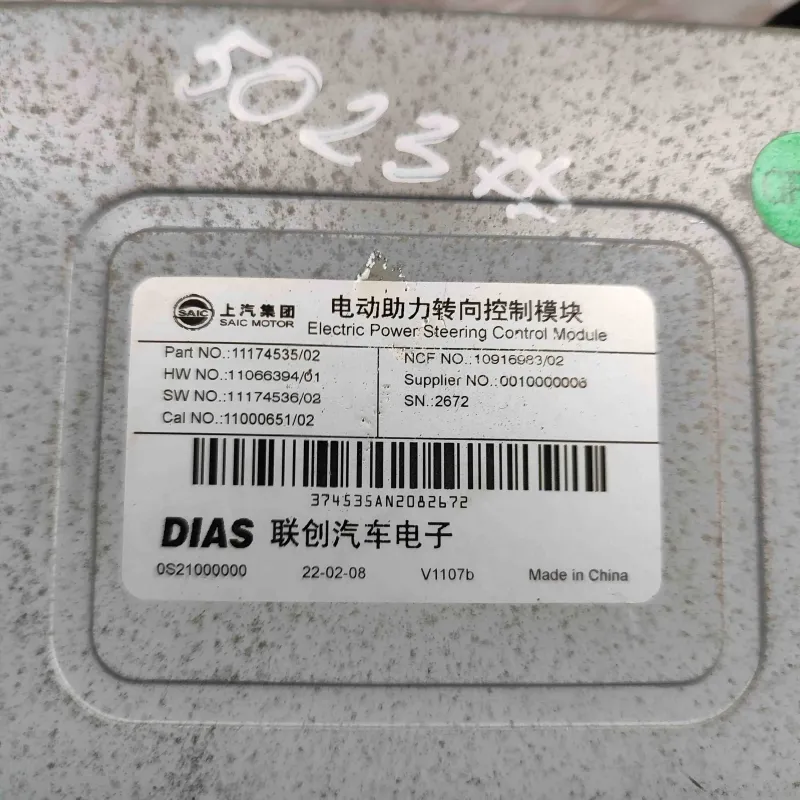 5023 XX
SAIC 上汽集团
SAIC MOTOR
电动助力转向控制模块
Electric Power Steering Control Module
Part NO.:11174535/02
HW NO.:11066394/01
SW NO.:11174536/02
Cal NO.:11000651/02
NCF NO.:10916983/02
Supplier NO.:0010000006
SN.:2672
374535AN2082672
DIAS 联创汽车电子
0S21000000 22-02-08 V1107b Made in China